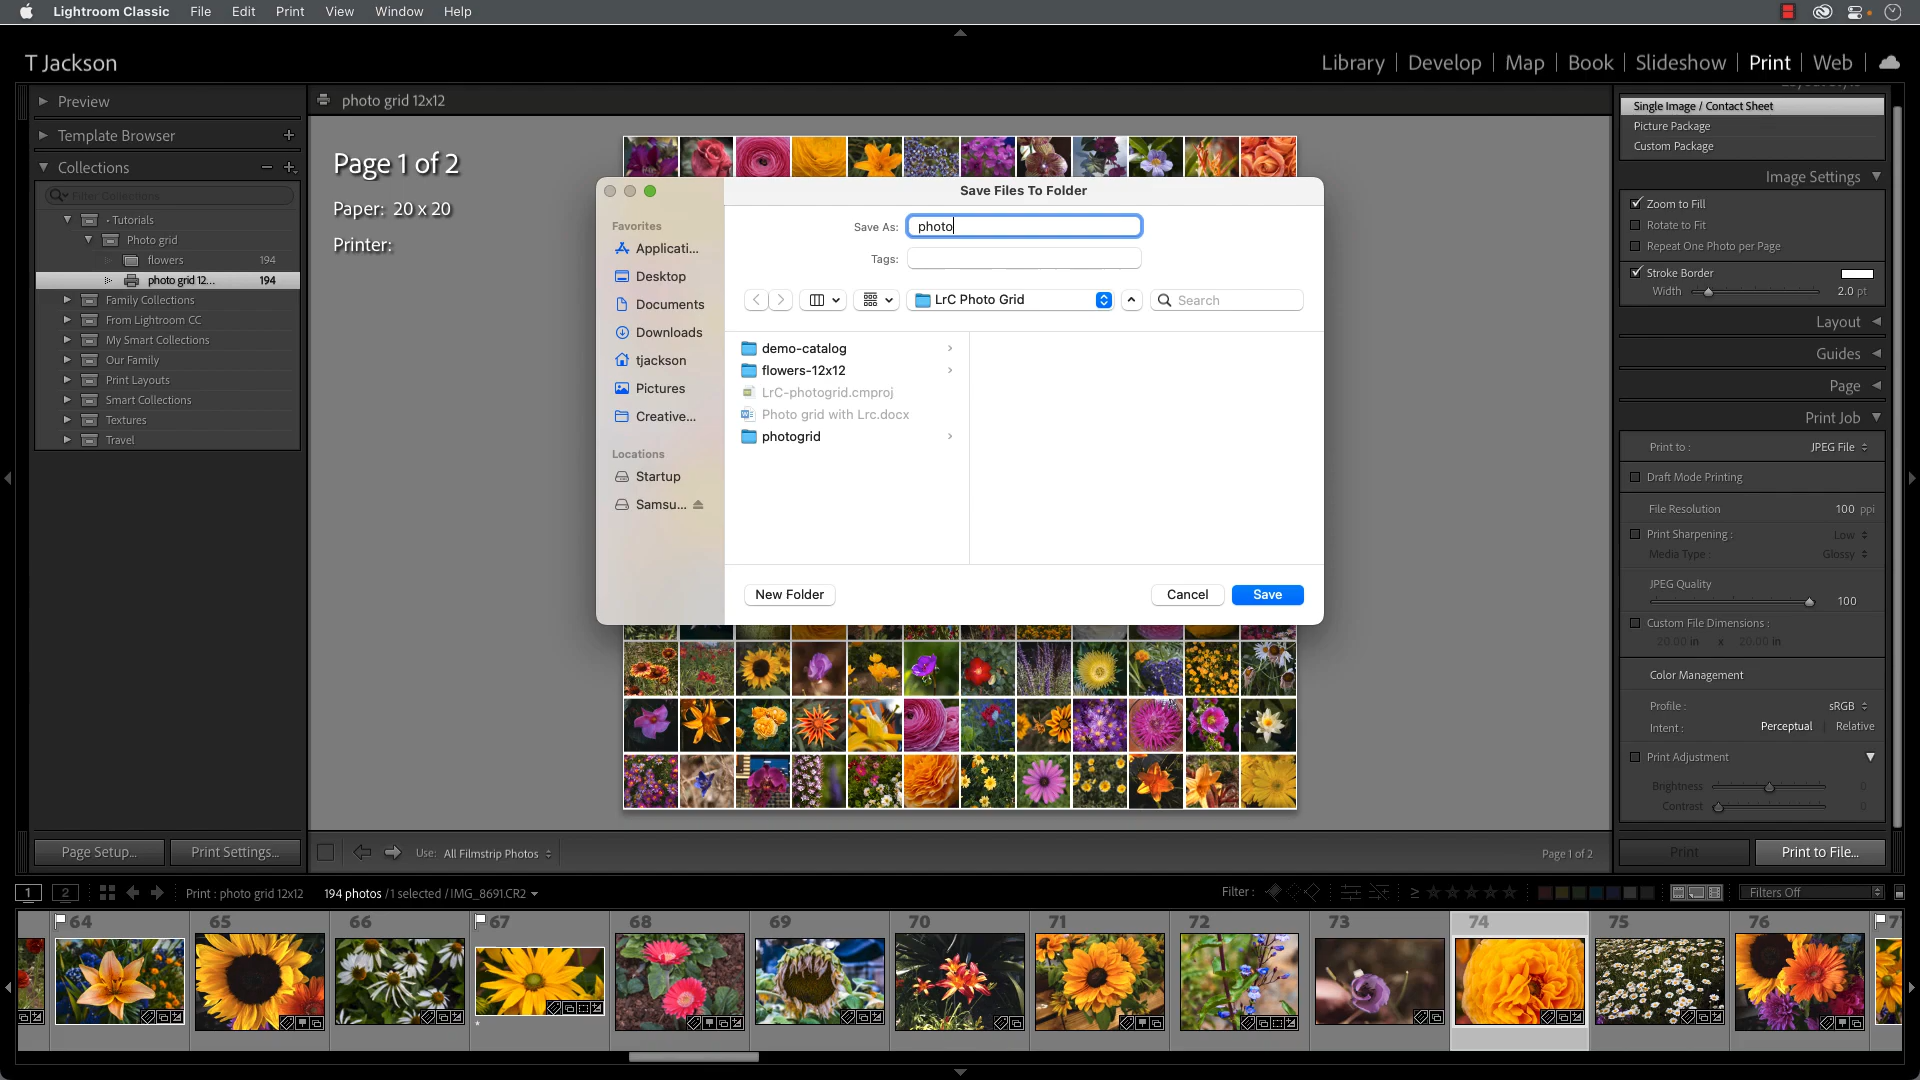 Lightroom Classic File Edit Print View Window Help
T Jackson
Library Develop Map Book Slideshow Print Web
Preview
Template Browser
Collections
Filter Collections
- Tutorials
Photo grid
flowers 194
photo grid 12... 194
Family Collections
From Lightroom CC
My Smart Collections
Our Family
Print Layouts
Smart Collections
Textures
Travel
Page Setup... Print Settings...
photo grid 12x12
Page 1 of 2
Paper: 20 x 20
Printer:
Save Files To Folder
Save As: photo
Tags:
LrC Photo Grid
Search
Favorites
Applicati...
Desktop
Documents
Downloads
tjackson
Pictures
Creative...
Locations
Startup
Samsu...
demo-catalog
flowers-12x12
LrC-photogrid.cmproj
Photo grid with Lrc.docx
photogrid
New Folder Cancel Save
Use: All Filmstrip Photos
Page 1 of 2
Single Image / Contact Sheet
Picture Package
Custom Package
Image Settings
Zoom to Fill
Rotate to Fit
Repeat One Photo per Page
Stroke Border
Width 2.0 pt
Layout
Guides
Page
Print Job
Print to : JPEG File
Draft Mode Printing
File Resolution 100 ppi
Print Sharpening : Low
Media Type : Glossy
JPEG Quality
100
Custom File Dimensions :
20.00 in x 20.00 in
Color Management
Profile : sRGB
Intent : Perceptual Relative
Print Adjustment
Brightness 0
Contrast 0
Print Print to File...
1 2 Print : photo grid 12x12 194 photos / 1 selected / IMG_8691.CR2 Filter : ≥ Filters Off
64 65 66 67 68 69 70 71 72 73 74 75 76